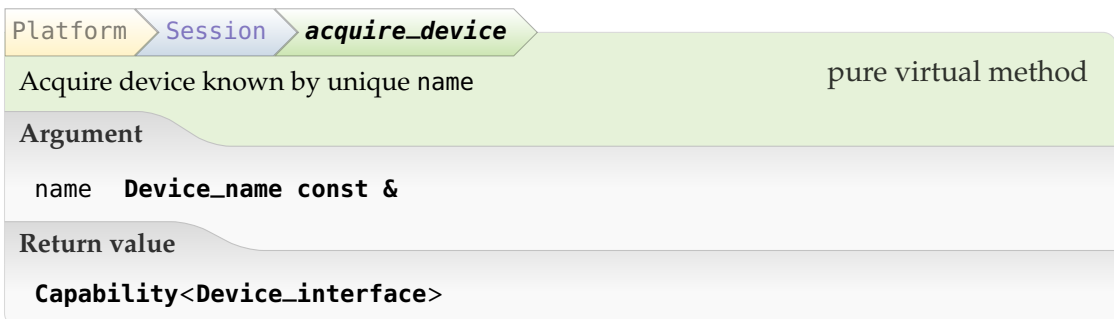 Platform Session acquire_device
Acquire device known by unique name pure virtual method
Argument
name Device_name const &
Return value
Capability<Device_interface>